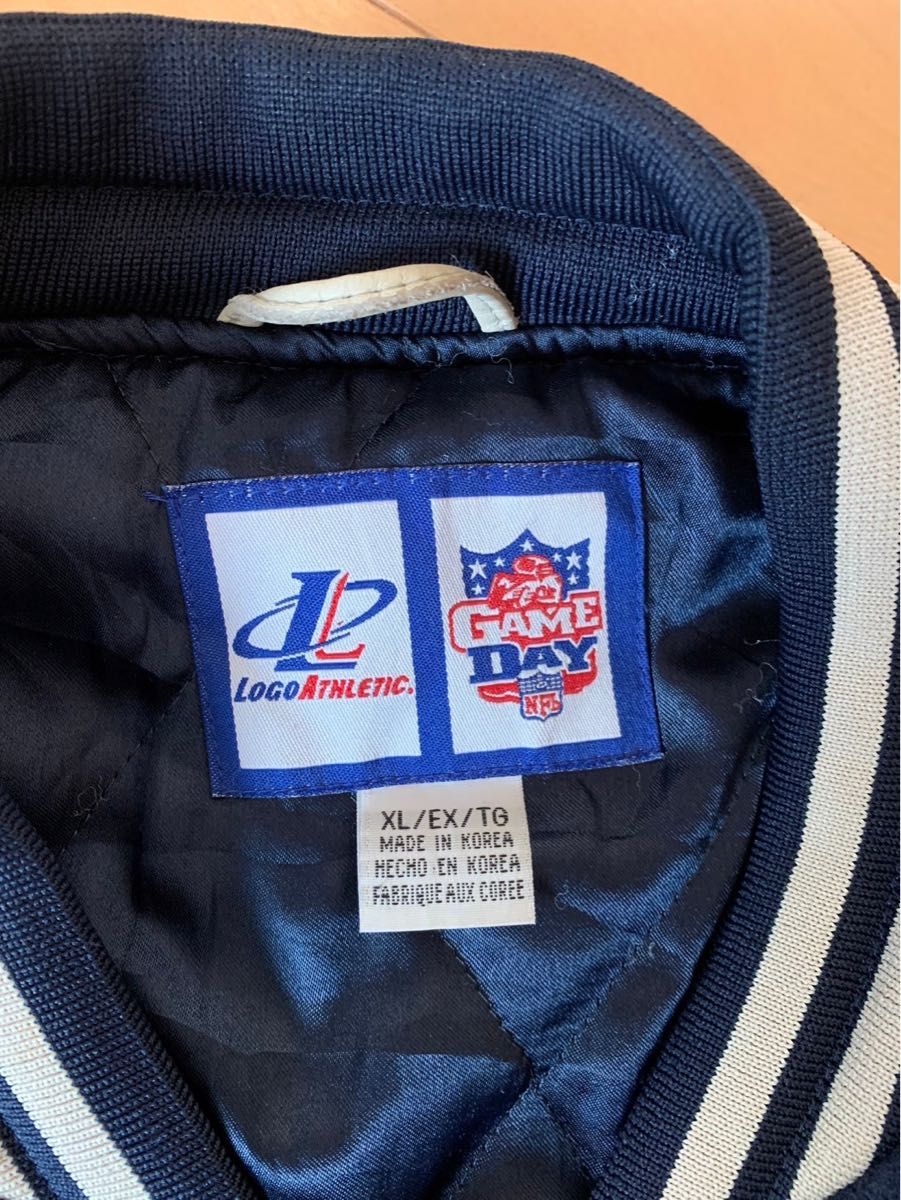 LOGOATHLETIC.
GAME
DAY
NFL
XL/EX/TG
MADE IN KOREA
HECHO EN KOREA
FABRIQUE AUX COREE